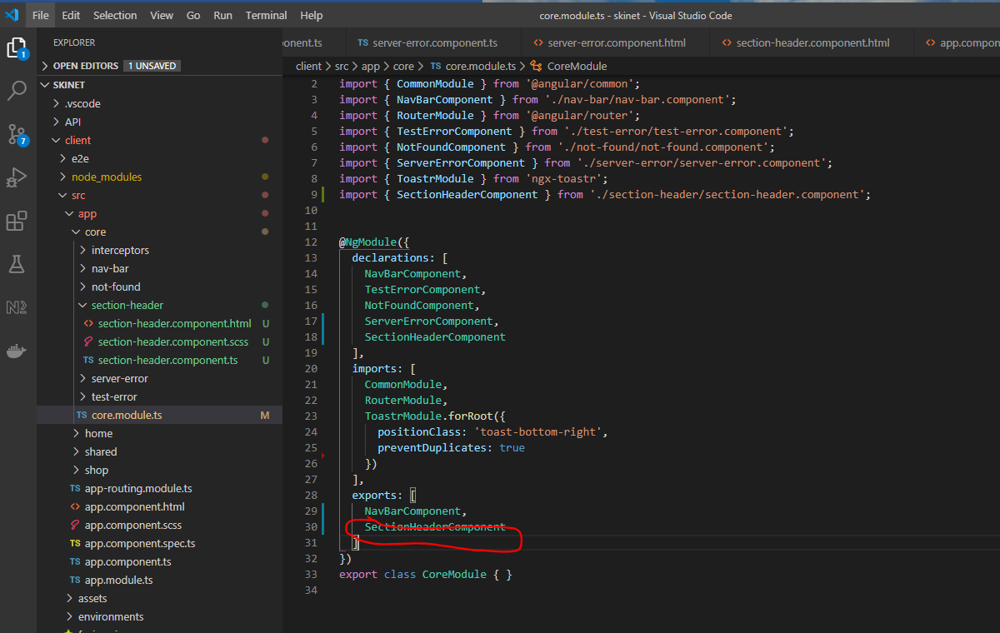 File Edit Selection View Go Run Terminal Help core.module.ts - skinet - Visual Studio Code
EXPLORER
OPEN EDITORS 1 UNSAVED
SKINET
.vscode
API
client
e2e
node_modules
src
app
core
interceptors
nav-bar
not-found
section-header
section-header.component.html U
section-header.component.scss U
TS section-header.component.ts U
server-error
test-error
TS core.module.ts M
home
shared
shop
TS app-routing.module.ts
app.component.html
app.component.scss
TS app.component.spec.ts
TS app.component.ts
TS app.module.ts
assets
environments
1
7
N2
onent.ts TS server-error.component.ts server-error.component.html section-header.component.html app.compon
client > src > app > core > TS core.module.ts > CoreModule
2 import { CommonModule } from '@angular/common';
3 import { NavBarComponent } from './nav-bar/nav-bar.component';
4 import { RouterModule } from '@angular/router';
5 import { TestErrorComponent } from './test-error/test-error.component';
6 import { NotFoundComponent } from './not-found/not-found.component';
7 import { ServerErrorComponent } from './server-error/server-error.component';
8 import { ToastrModule } from 'ngx-toastr';
9 import { SectionHeaderComponent } from './section-header/section-header.component';
10
11
12 @NgModule({
13 declarations: [
14 NavBarComponent,
15 TestErrorComponent,
16 NotFoundComponent,
17 ServerErrorComponent,
18 SectionHeaderComponent
19 ],
20 imports: [
21 CommonModule,
22 RouterModule,
23 ToastrModule.forRoot({
24 positionClass: 'toast-bottom-right',
25 preventDuplicates: true
26 })
27 ],
28 exports: [
29 NavBarComponent,
30 SectionHeaderComponent
31 ]
32 })
33 export class CoreModule { }
34